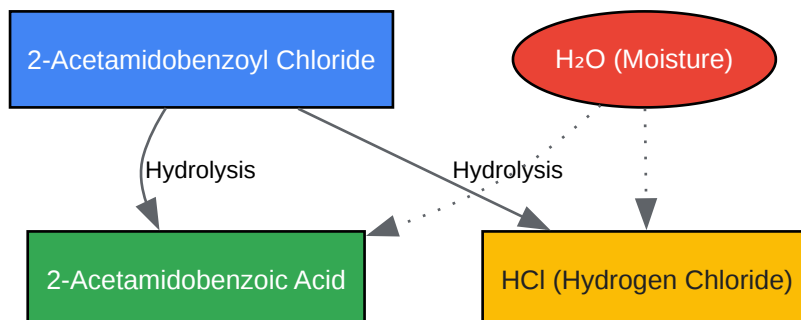 2-Acetamidobenzoyl Chloride
H₂O (Moisture)
Hydrolysis
Hydrolysis
2-Acetamidobenzoic Acid
HCl (Hydrogen Chloride)